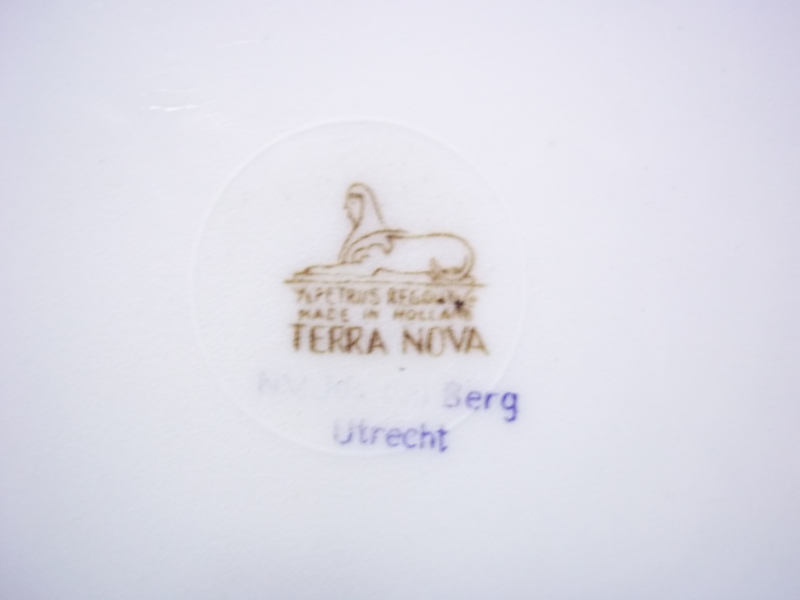 PETRUS REGOUT
MADE IN HOLLAND
TERRA NOVA
Berg
Utrecht